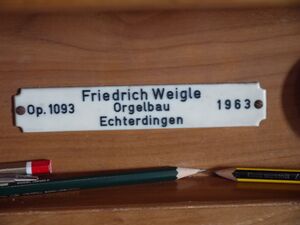 Friedrich Weigle
Op. 1093 Orgelbau 1963
Echterdingen